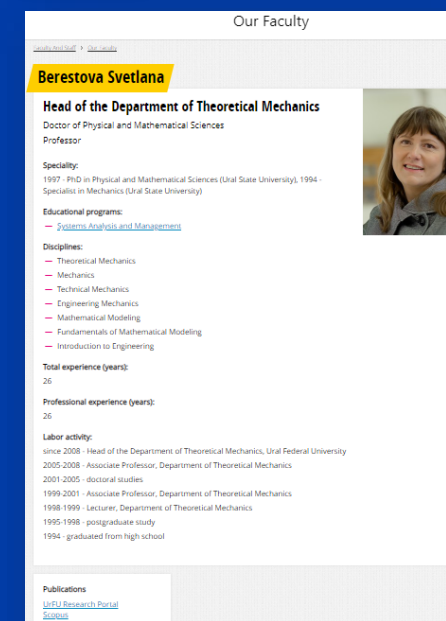 Our Faculty
Faculty And Staff › Our Faculty
Berestova Svetlana
Head of the Department of Theoretical Mechanics
Doctor of Physical and Mathematical Sciences
Professor
Speciality:
1997 - PhD in Physical and Mathematical Sciences (Ural State University), 1994 -
Specialist in Mechanics (Ural State University)
Educational programs:
— Systems Analysis and Management
Disciplines:
— Theoretical Mechanics
— Mechanics
— Technical Mechanics
— Engineering Mechanics
— Mathematical Modeling
— Fundamentals of Mathematical Modeling
— Introduction to Engineering
Total experience (years):
26
Professional experience (years):
26
Labor activity:
since 2008 - Head of the Department of Theoretical Mechanics, Ural Federal University
2005-2008 - Associate Professor, Department of Theoretical Mechanics
2001-2005 - doctoral studies
1999-2001 - Associate Professor, Department of Theoretical Mechanics
1998-1999 - Lecturer, Department of Theoretical Mechanics
1995-1998 - postgraduate study
1994 - graduated from high school
Publications
UrFU Research Portal
Scopus